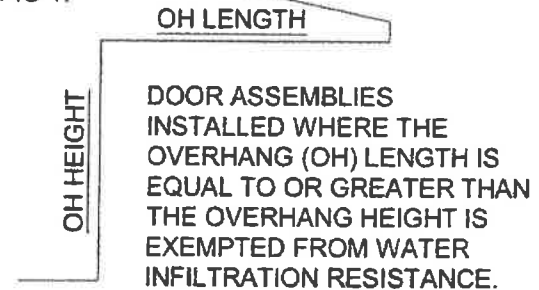 OH LENGTH
OH HEIGHT
DOOR ASSEMBLIES
INSTALLED WHERE THE
OVERHANG (OH) LENGTH IS
EQUAL TO OR GREATER THAN
THE OVERHANG HEIGHT IS
EXEMPTED FROM WATER
INFILTRATION RESISTANCE.